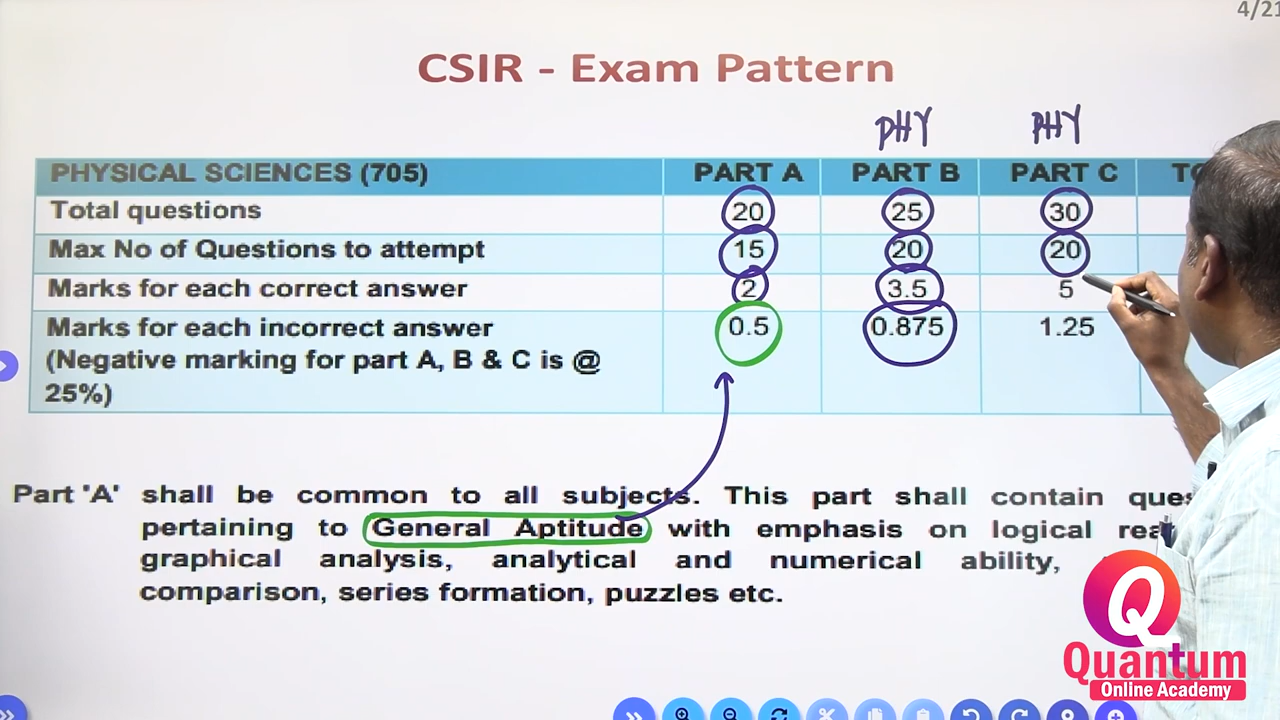 4/21
CSIR - Exam Pattern
PHY PHY
PHYSICAL SCIENCES (705) PART A PART B PART C
Total questions 20 25 30
Max No of Questions to attempt 15 20 20
Marks for each correct answer 2 3.5 5
Marks for each incorrect answer 0.5 0.875 1.25
(Negative marking for part A, B & C is @
25%)
Part 'A' shall be common to all subjects. This part shall contain
pertaining to General Aptitude with emphasis on logical
graphical analysis, analytical and numerical ability,
comparison, series formation, puzzles etc.
Q
Quantum
Online Academy